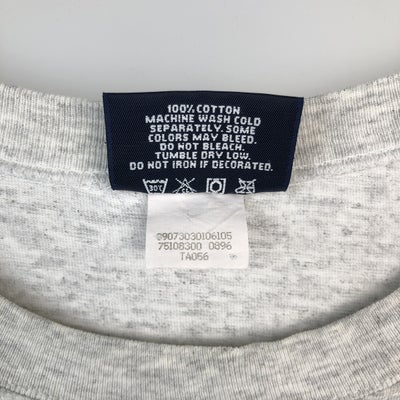 100% COTTON
MACHINE WASH COLD
SEPARATELY. SOME
COLORS MAY BLEED.
DO NOT BLEACH.
TUMBLE DRY LOW.
DO NOT IRON IF DECORATED.
30°C
09073030106105
75108300 0896
TA056